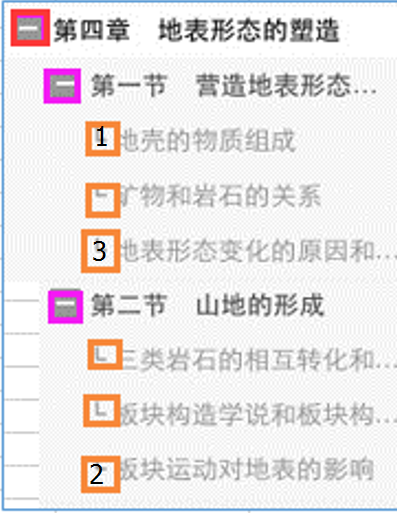 第四章 地表形态的塑造
第一节 营造地表形态…
1 地壳的物质组成
矿物和岩石的关系
3 地表形态变化的原因和…
第二节 山地的形成
三类岩石的相互转化和…
板块构造学说和板块构…
2 板块运动对地表的影响